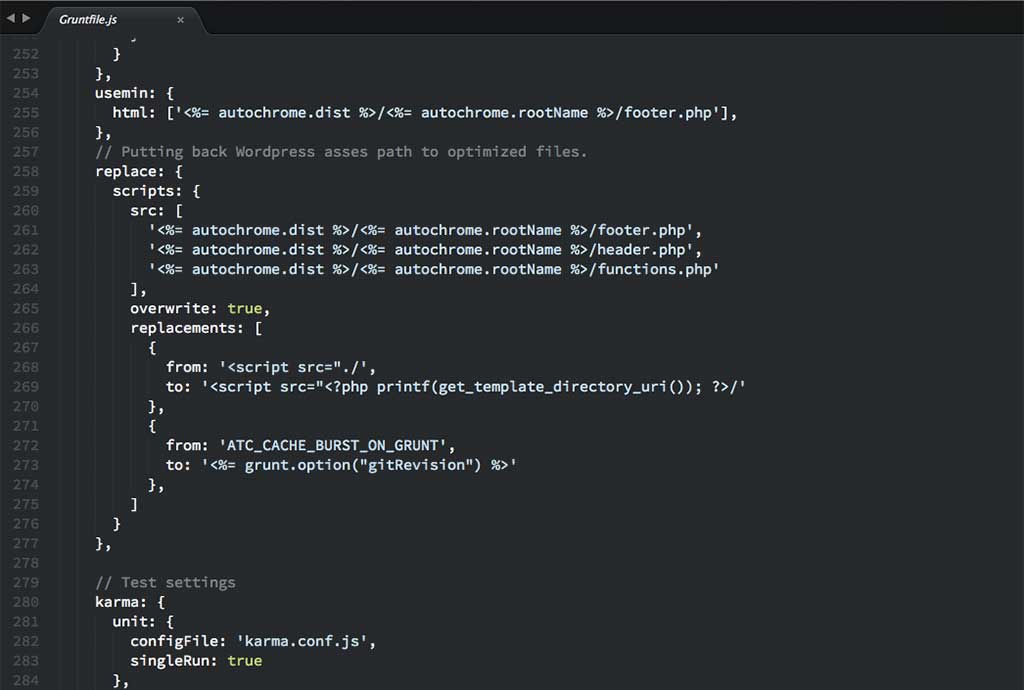 Gruntfile.js ×
252 }
253 },
254 usemin: {
255 html: ['<%= autochrome.dist %>/<%= autochrome.rootName %>/footer.php'],
256 },
257 // Putting back Wordpress asses path to optimized files.
258 replace: {
259 scripts: {
260 src: [
261 '<%= autochrome.dist %>/<%= autochrome.rootName %>/footer.php',
262 '<%= autochrome.dist %>/<%= autochrome.rootName %>/header.php',
263 '<%= autochrome.dist %>/<%= autochrome.rootName %>/functions.php'
264 ],
265 overwrite: true,
266 replacements: [
267 {
268 from: '<script src="./',
269 to: '<script src="<?php printf(get_template_directory_uri()); ?>/'
270 },
271 {
272 from: 'ATC_CACHE_BURST_ON_GRUNT',
273 to: '<%= grunt.option("gitRevision") %>'
274 },
275 ]
276 }
277 },
278
279 // Test settings
280 karma: {
281 unit: {
282 configFile: 'karma.conf.js',
283 singleRun: true
284 },